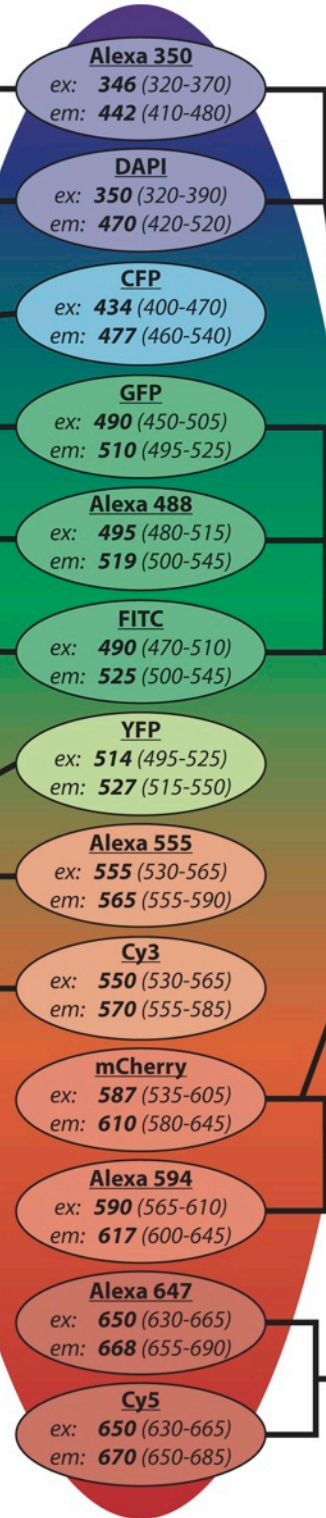 Alexa 350
ex: 346 (320-370)
em: 442 (410-480)
DAPI
ex: 350 (320-390)
em: 470 (420-520)
CFP
ex: 434 (400-470)
em: 477 (460-540)
GFP
ex: 490 (450-505)
em: 510 (495-525)
Alexa 488
ex: 495 (480-515)
em: 519 (500-545)
FITC
ex: 490 (470-510)
em: 525 (500-545)
YFP
ex: 514 (495-525)
em: 527 (515-550)
Alexa 555
ex: 555 (530-565)
em: 565 (555-590)
Cy3
ex: 550 (530-565)
em: 570 (555-585)
mCherry
ex: 587 (535-605)
em: 610 (580-645)
Alexa 594
ex: 590 (565-610)
em: 617 (600-645)
Alexa 647
ex: 650 (630-665)
em: 668 (655-690)
Cy5
ex: 650 (630-665)
em: 670 (650-685)